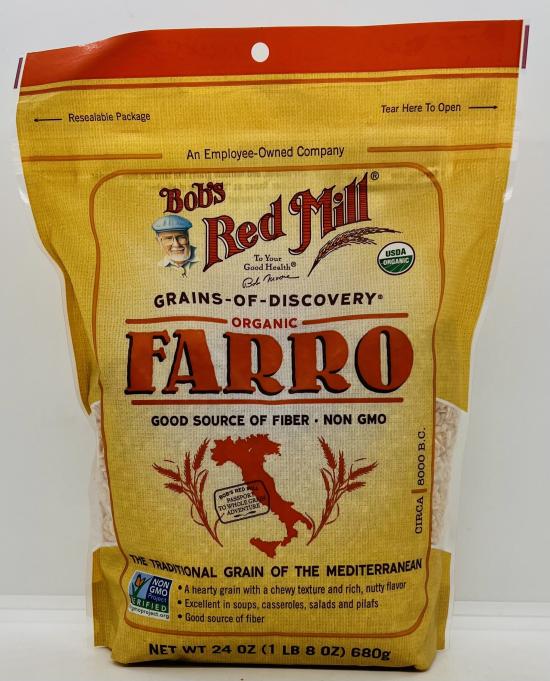 Resealable Package
Tear Here To Open
An Employee-Owned Company
Bob's
Red Mill®
To Your
Good Health®
Bob Moore
USDA
ORGANIC
GRAINS-OF-DISCOVERY®
ORGANIC
FARRO
GOOD SOURCE OF FIBER · NON GMO
BOB'S RED MILL
PASSPORT
TO WHOLE GRAIN
ADVENTURE
CIRCA | 8000 B.C.
THE TRADITIONAL GRAIN OF THE MEDITERRANEAN
NON
GMO
Project
VERIFIED
nongmoproject.org
• A hearty grain with a chewy texture and rich, nutty flavor
• Excellent in soups, casseroles, salads and pilafs
• Good source of fiber
NET WT 24 OZ (1 LB 8 OZ) 680g